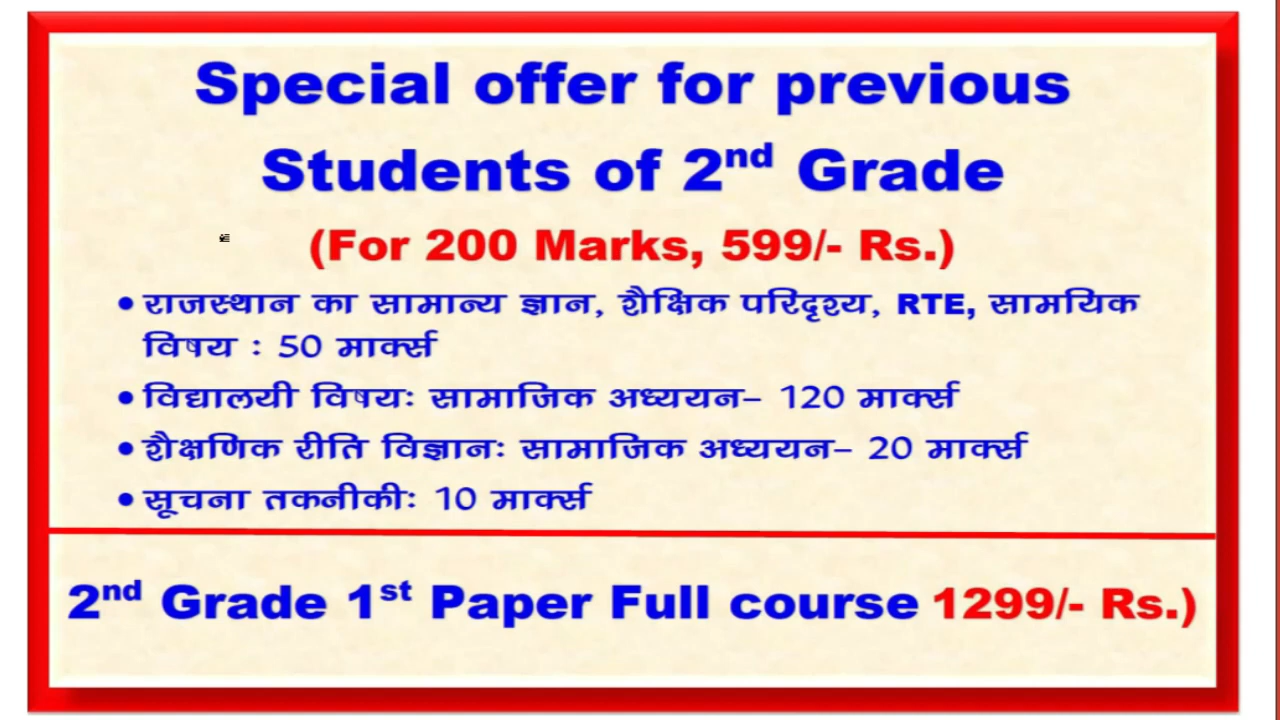 Special offer for previous
Students of 2nd Grade
(For 200 Marks, 599/- Rs.)
• राजस्थान का सामान्य ज्ञान, शैक्षिक परिदृश्य, RTE, सामयिक
विषय : 50 मार्क्स
• विद्यालयी विषयः सामाजिक अध्ययन– 120 मार्क्स
• शैक्षणिक रीति विज्ञानः सामाजिक अध्ययन– 20 मार्क्स
• सूचना तकनीकीः 10 मार्क्स
2nd Grade 1st Paper Full course 1299/- Rs.)